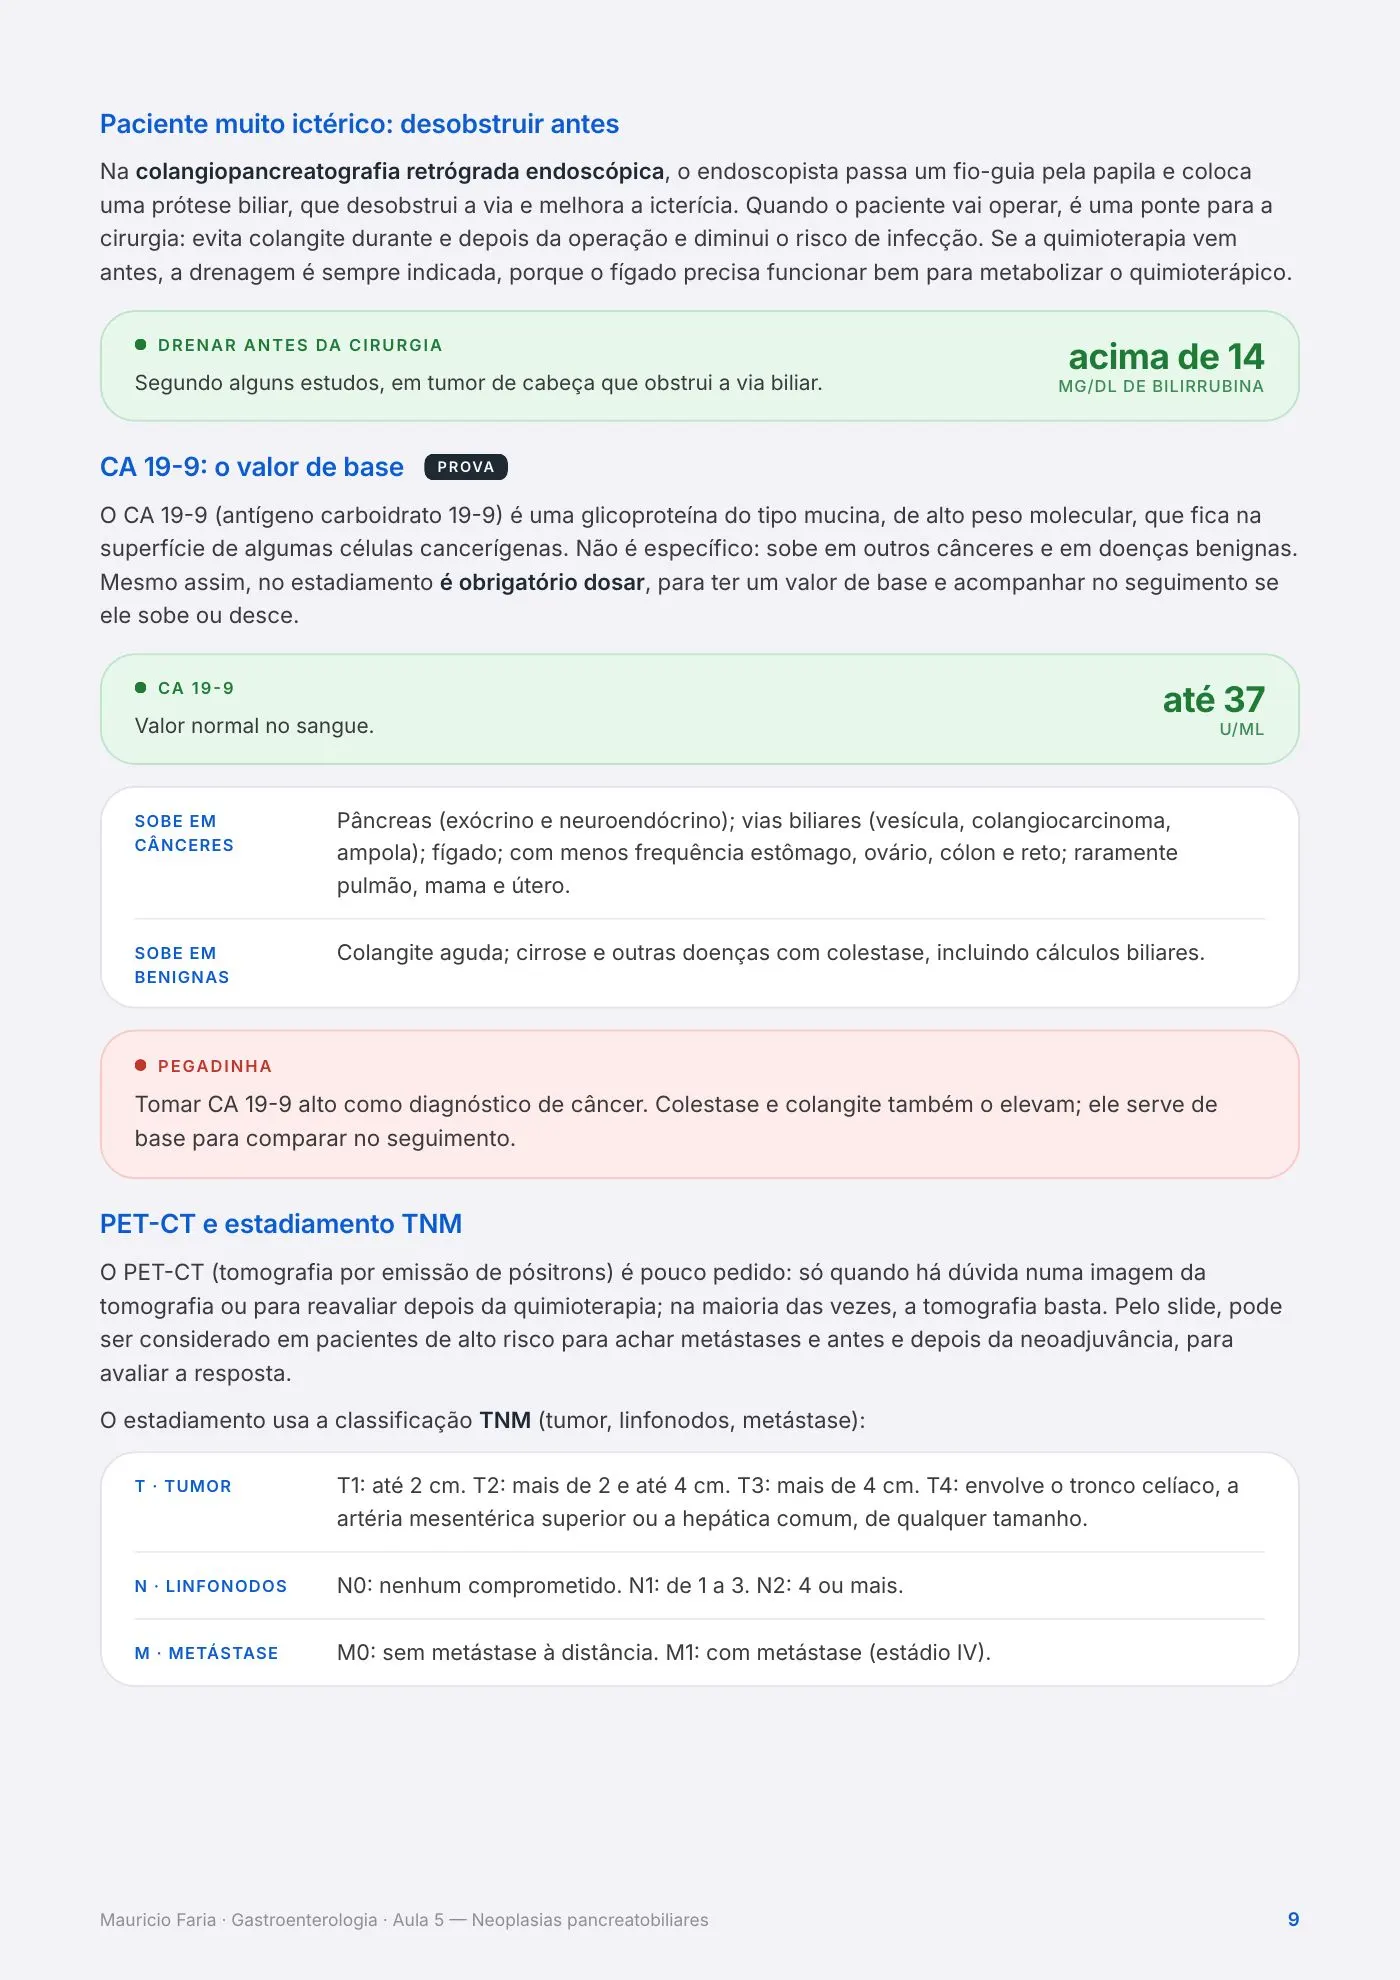 Paciente muito ictérico: desobstruir antes
Na colangiopancreatografia retrógrada endoscópica, o endoscopista passa um fio-guia pela papila e coloca
uma prótese biliar, que desobstrui a via e melhora a icterícia. Quando o paciente vai operar, é uma ponte para a
cirurgia: evita colangite durante e depois da operação e diminui o risco de infecção. Se a quimioterapia vem
antes, a drenagem é sempre indicada, porque o fígado precisa funcionar bem para metabolizar o quimioterápico.
DRENAR ANTES DA CIRURGIA
Segundo alguns estudos, em tumor de cabeça que obstrui a via biliar.
acima de 14
MG/DL DE BILIRRUBINA
CA 19-9: o valor de base PROVA
O CA 19-9 (antígeno carboidrato 19-9) é uma glicoproteína do tipo mucina, de alto peso molecular, que fica na
superfície de algumas células cancerígenas. Não é específico: sobe em outros cânceres e em doenças benignas.
Mesmo assim, no estadiamento é obrigatório dosar, para ter um valor de base e acompanhar no seguimento se
ele sobe ou desce.
CA 19-9
Valor normal no sangue.
até 37
U/ML
SOBE EM
CÂNCERES
Pâncreas (exócrino e neuroendócrino); vias biliares (vesícula, colangiocarcinoma,
ampola); fígado; com menos frequência estômago, ovário, cólon e reto; raramente
pulmão, mama e útero.
SOBE EM
BENIGNAS
Colangite aguda; cirrose e outras doenças com colestase, incluindo cálculos biliares.
PEGADINHA
Tomar CA 19-9 alto como diagnóstico de câncer. Colestase e colangite também o elevam; ele serve de
base para comparar no seguimento.
PET-CT e estadiamento TNM
O PET-CT (tomografia por emissão de pósitrons) é pouco pedido: só quando há dúvida numa imagem da
tomografia ou para reavaliar depois da quimioterapia; na maioria das vezes, a tomografia basta. Pelo slide, pode
ser considerado em pacientes de alto risco para achar metástases e antes e depois da neoadjuvância, para
avaliar a resposta.
O estadiamento usa a classificação TNM (tumor, linfonodos, metástase):
T · TUMOR
T1: até 2 cm. T2: mais de 2 e até 4 cm. T3: mais de 4 cm. T4: envolve o tronco celíaco, a
artéria mesentérica superior ou a hepática comum, de qualquer tamanho.
N · LINFONODOS
N0: nenhum comprometido. N1: de 1 a 3. N2: 4 ou mais.
M · METÁSTASE
M0: sem metástase à distância. M1: com metástase (estádio IV).
Mauricio Faria · Gastroenterologia · Aula 5 — Neoplasias pancreatobiliares
9